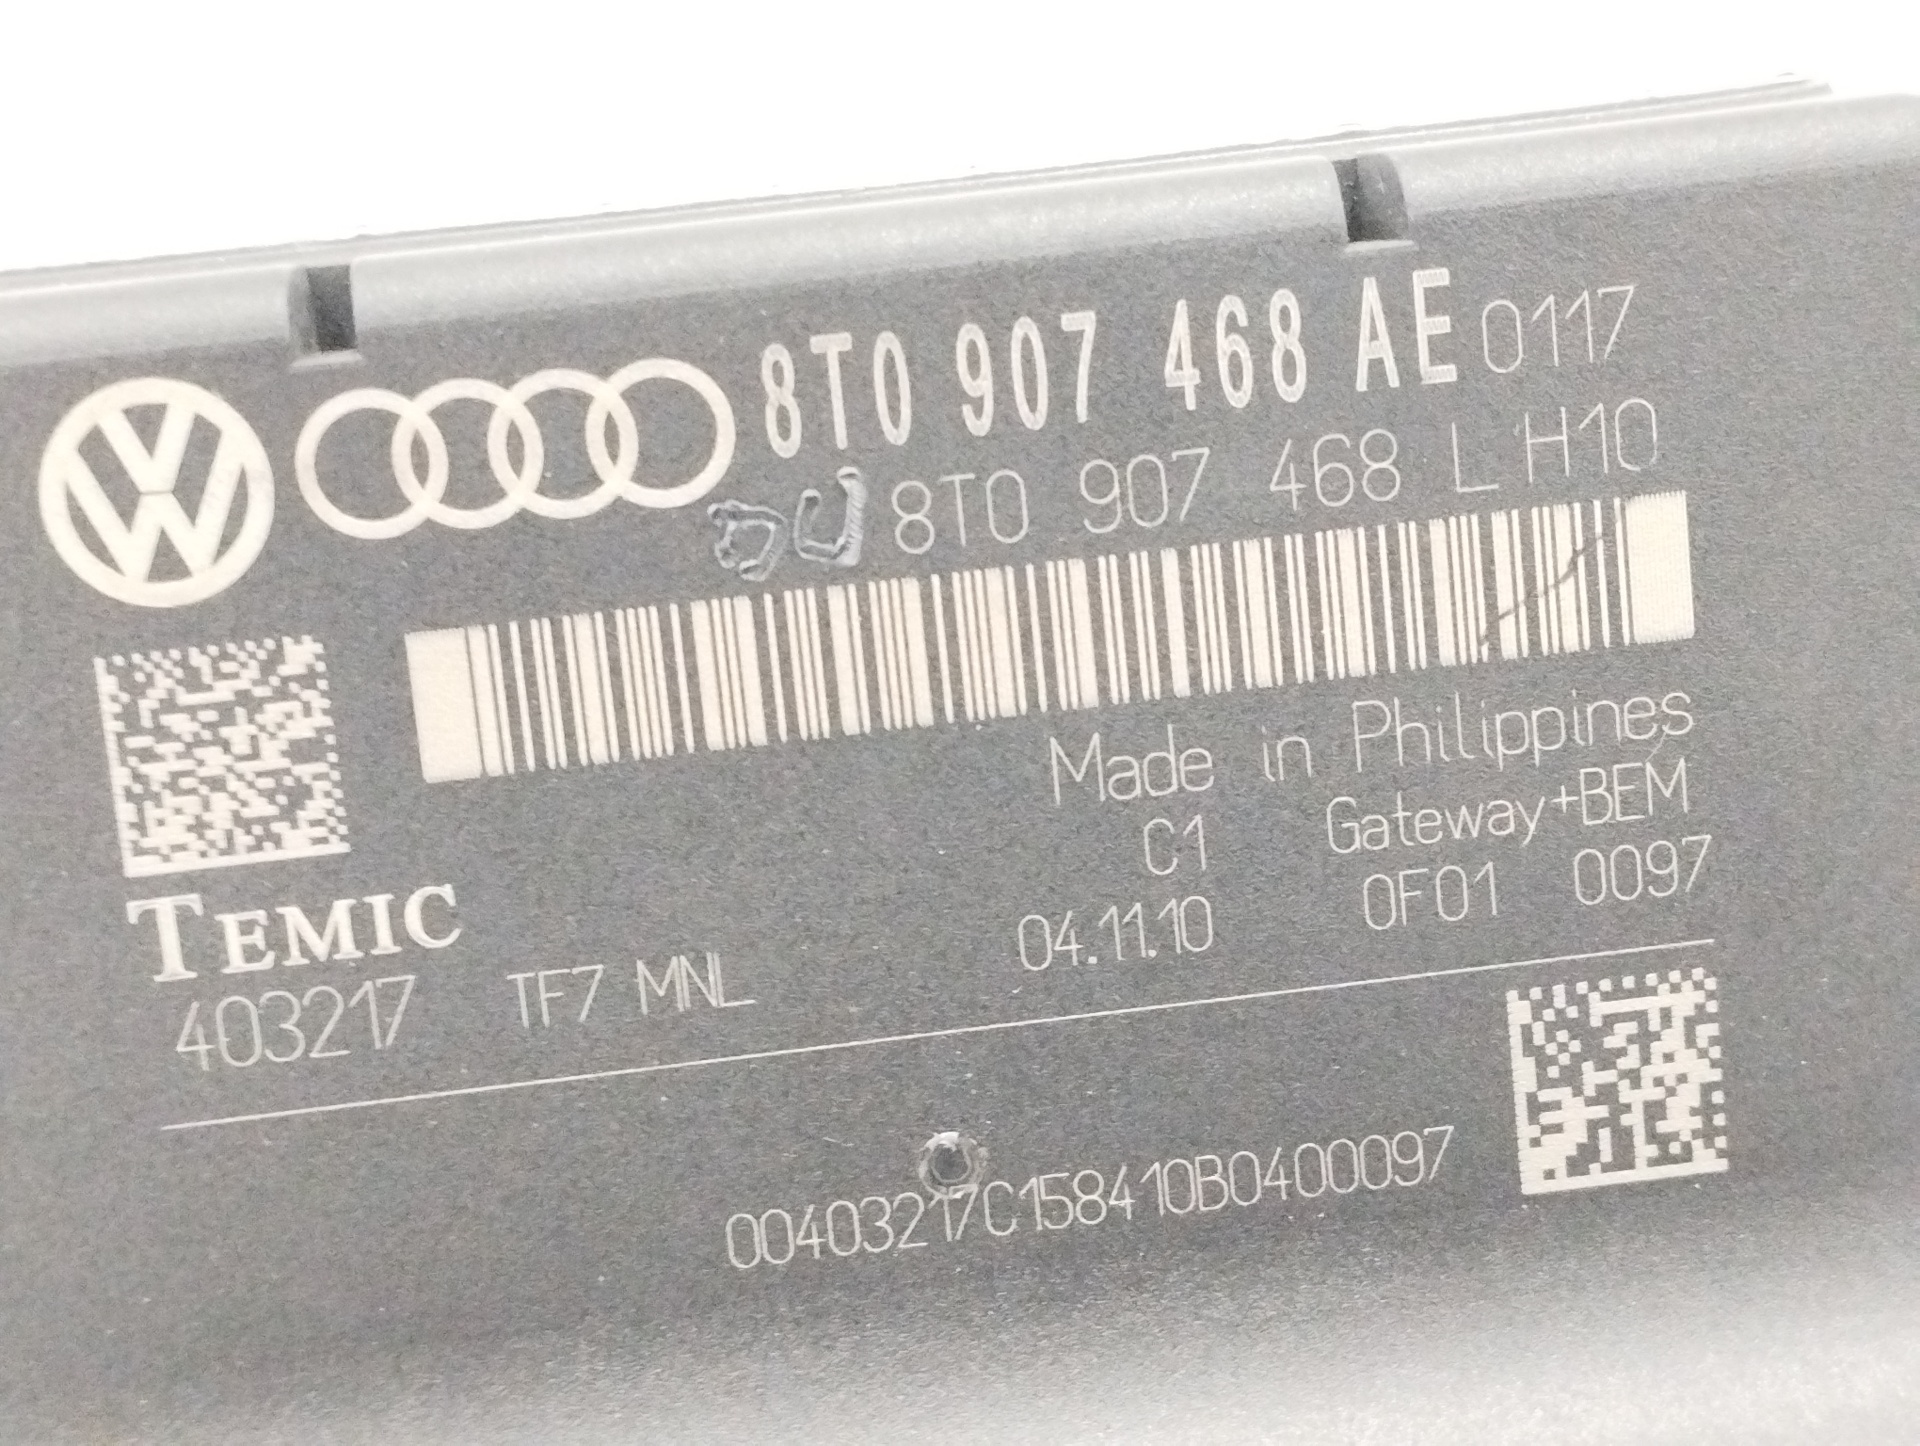 8T0 907 468 AE 0117
8T0 907 468 L H10
Made in Philippines
C1 Gateway+BEM
TEMIC
04.11.10 0F01 0097
403217 TF7 MNL
00403217C158410B0400097